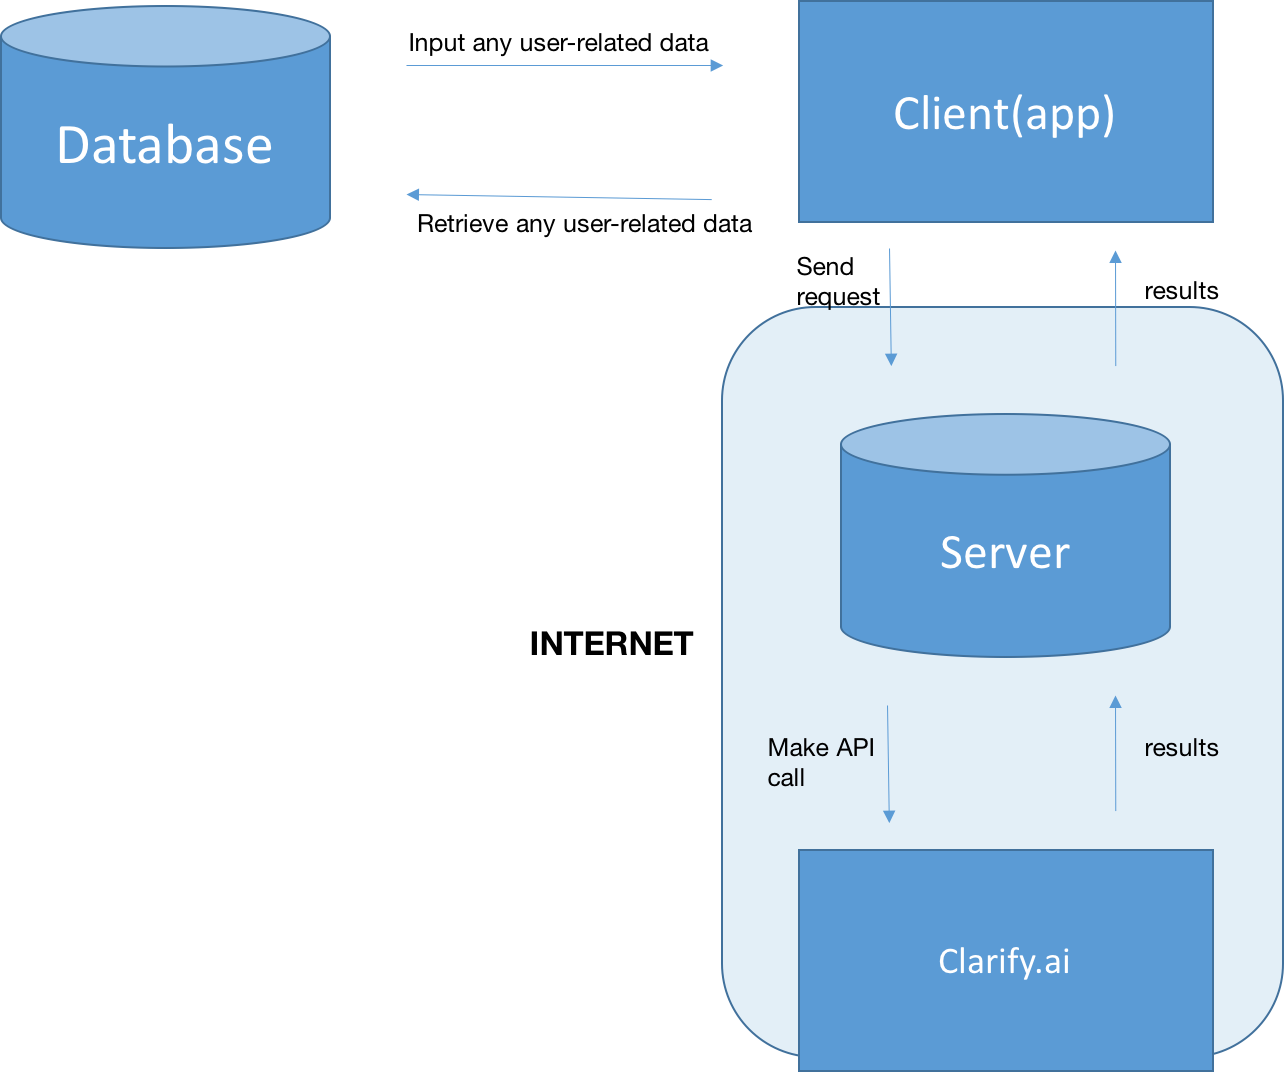 Input any user-related data
Database
Client(app)
Retrieve any user-related data
Send
request
results
Server
INTERNET
Make API
call
results
Clarify.ai